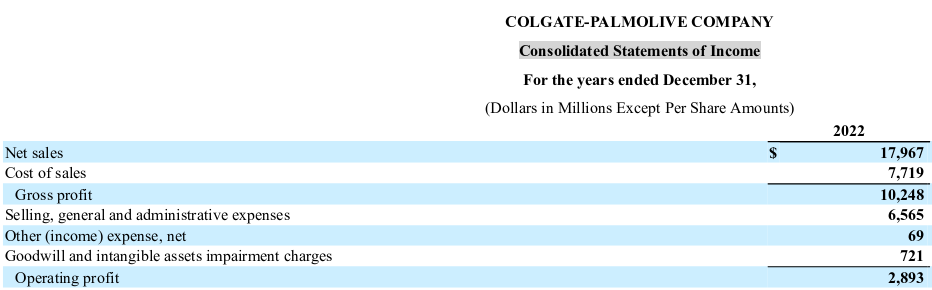 COLGATE-PALMOLIVE COMPANY
Consolidated Statements of Income
For the years ended December 31,
(Dollars in Millions Except Per Share Amounts)
2022
Net sales $ 17,967
Cost of sales 7,719
Gross profit 10,248
Selling, general and administrative expenses 6,565
Other (income) expense, net 69
Goodwill and intangible assets impairment charges 721
Operating profit 2,893